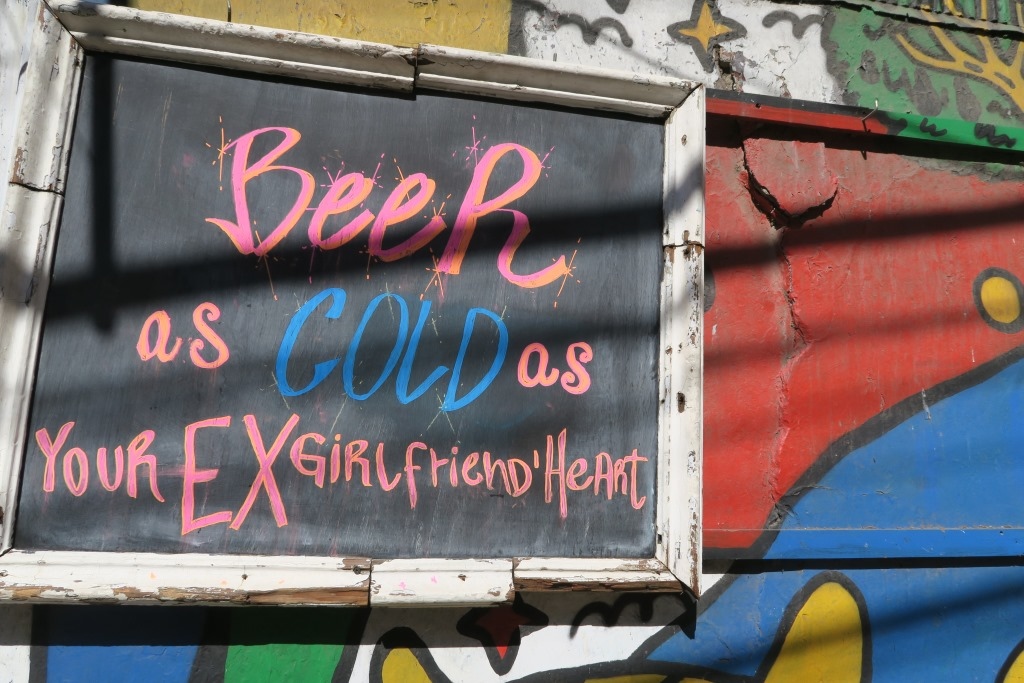 BeeR
as COLD as
YOUR EX GiRLfriend' HeArt